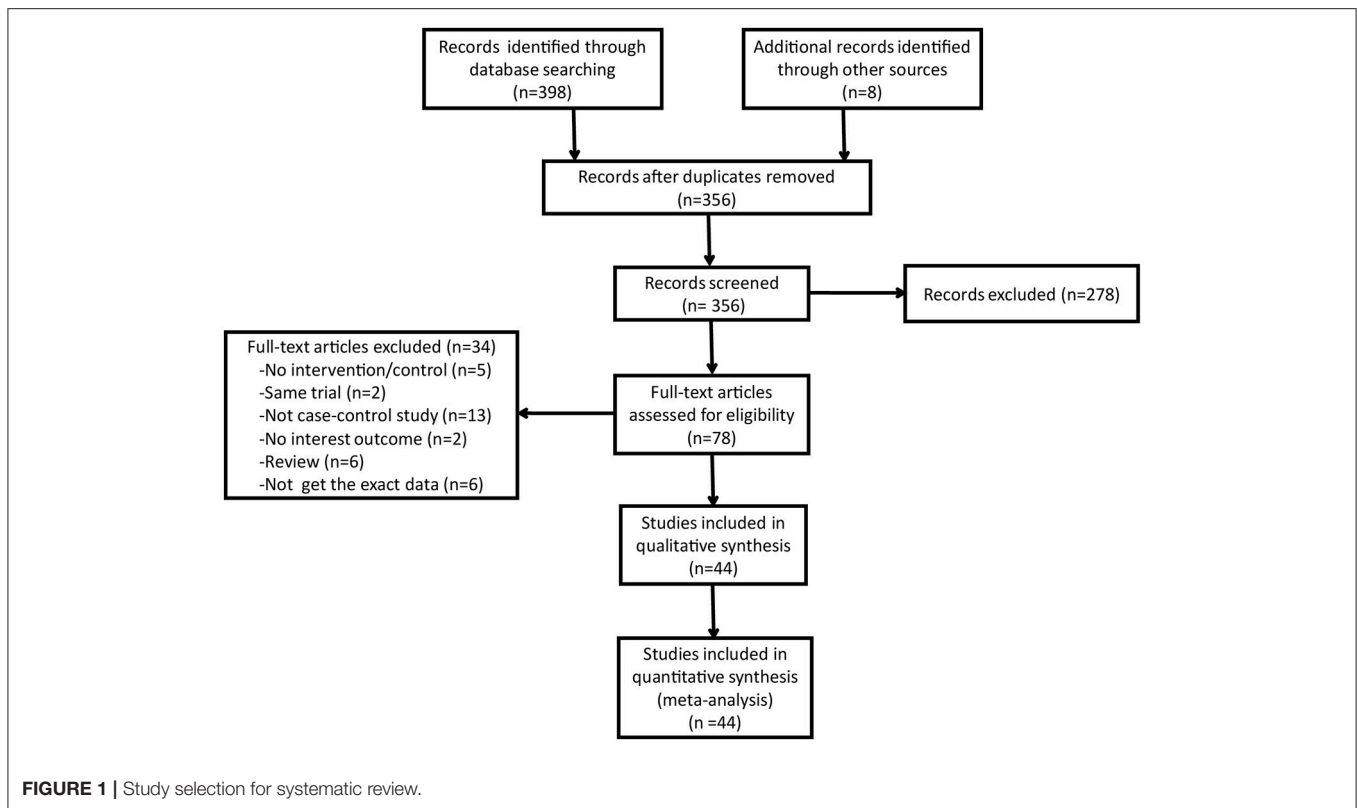 Records identified through
database searching
(n=398)
Additional records identified
through other sources
(n=8)
Records after duplicates removed
(n=356)
Records screened
(n= 356)
Records excluded (n=278)
Full-text articles excluded (n=34)
-No intervention/control (n=5)
-Same trial (n=2)
-Not case-control study (n=13)
-No interest outcome (n=2)
-Review (n=6)
-Not get the exact data (n=6)
Full-text articles
assessed for eligibility
(n=78)
Studies included in
qualitative synthesis
(n=44)
Studies included in
quantitative synthesis
(meta-analysis)
(n =44)
FIGURE 1 | Study selection for systematic review.